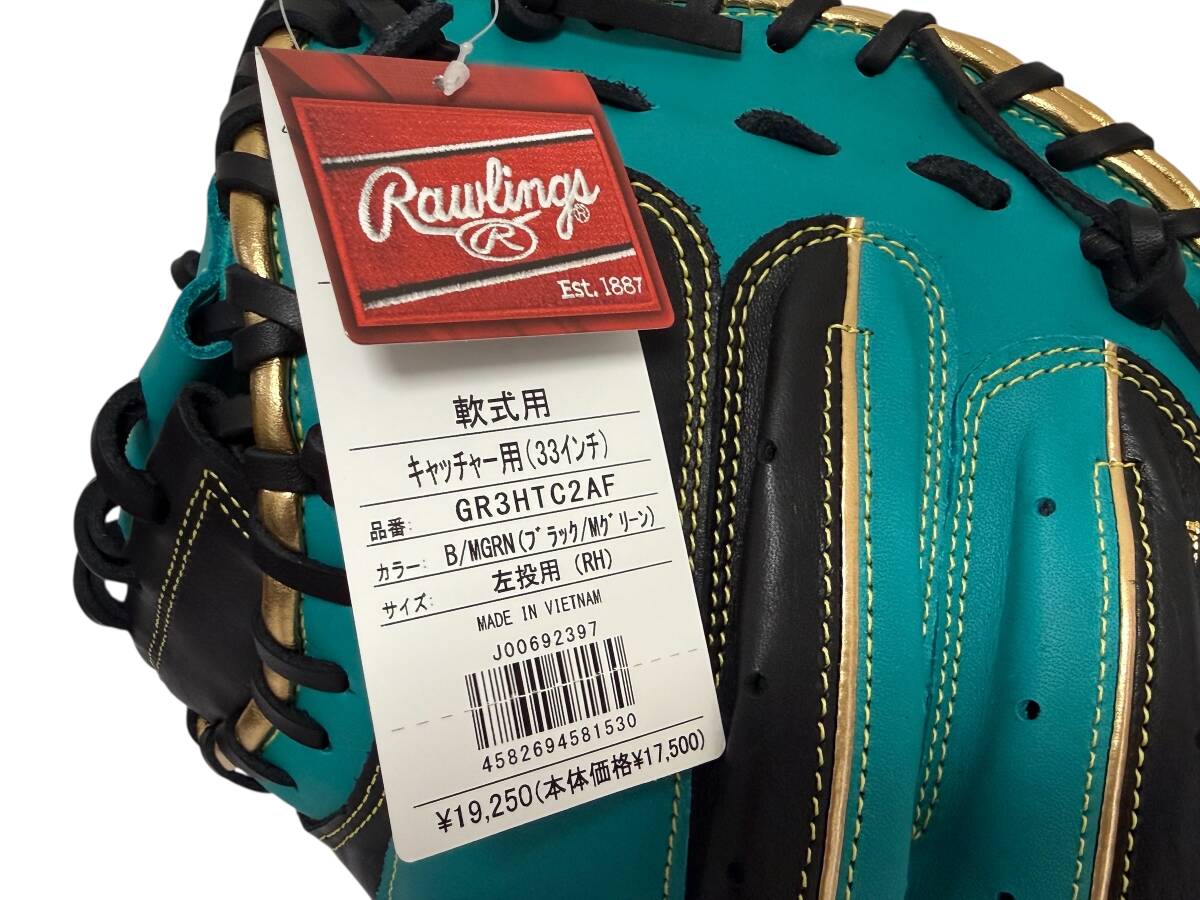 Rawlings
R
®
Est. 1887
軟式用
キャッチャー用(33インチ)
品番: GR3HTC2AF
カラー: B/MGRN(ブラック/Mグリーン)
サイズ: 左投用 (RH)
MADE IN VIETNAM
J00692397
4582694581530
¥19,250(本体価格¥17,500)